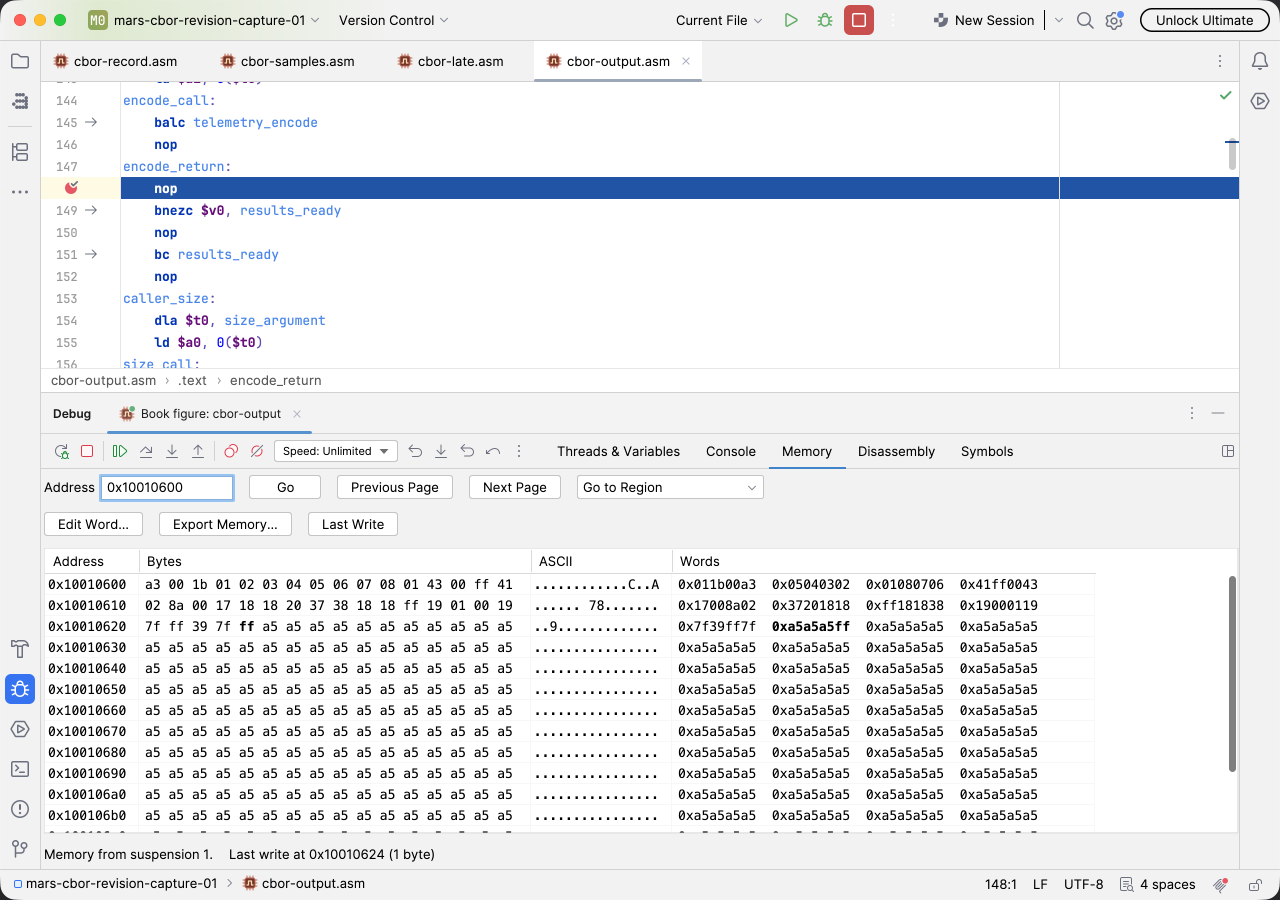 M0 mars-cbor-revision-capture-01 Version Control Current File New Session Unlock Ultimate
cbor-record.asm cbor-samples.asm cbor-late.asm cbor-output.asm
144 encode_call:
145 balc telemetry_encode
146 nop
147 encode_return:
nop
149 bnezc $v0, results_ready
150 nop
151 bc results_ready
152 nop
153 caller_size:
154 dla $t0, size_argument
155 ld $a0, 0($t0)
156 size_call:
cbor-output.asm › .text › encode_return
Debug Book figure: cbor-output
Speed: Unlimited Threads & Variables Console Memory Disassembly Symbols
Address 0x10010600 Go Previous Page Next Page Go to Region
Edit Word... Export Memory... Last Write
Address Bytes ASCII Words
0x10010600 a3 00 1b 01 02 03 04 05 06 07 08 01 43 00 ff 41 ............C..A 0x011b00a3 0x05040302 0x01080706 0x41ff0043
0x10010610 02 8a 00 17 18 18 20 37 38 18 18 ff 19 01 00 19 ...... 78....... 0x17008a02 0x37201818 0xff181838 0x19000119
0x10010620 7f ff 39 7f ff a5 a5 a5 a5 a5 a5 a5 a5 a5 a5 a5 ..9............. 0x7f39ff7f 0xa5a5a5ff 0xa5a5a5a5 0xa5a5a5a5
0x10010630 a5 a5 a5 a5 a5 a5 a5 a5 a5 a5 a5 a5 a5 a5 a5 a5 ................ 0xa5a5a5a5 0xa5a5a5a5 0xa5a5a5a5 0xa5a5a5a5
0x10010640 a5 a5 a5 a5 a5 a5 a5 a5 a5 a5 a5 a5 a5 a5 a5 a5 ................ 0xa5a5a5a5 0xa5a5a5a5 0xa5a5a5a5 0xa5a5a5a5
0x10010650 a5 a5 a5 a5 a5 a5 a5 a5 a5 a5 a5 a5 a5 a5 a5 a5 ................ 0xa5a5a5a5 0xa5a5a5a5 0xa5a5a5a5 0xa5a5a5a5
0x10010660 a5 a5 a5 a5 a5 a5 a5 a5 a5 a5 a5 a5 a5 a5 a5 a5 ................ 0xa5a5a5a5 0xa5a5a5a5 0xa5a5a5a5 0xa5a5a5a5
0x10010670 a5 a5 a5 a5 a5 a5 a5 a5 a5 a5 a5 a5 a5 a5 a5 a5 ................ 0xa5a5a5a5 0xa5a5a5a5 0xa5a5a5a5 0xa5a5a5a5
0x10010680 a5 a5 a5 a5 a5 a5 a5 a5 a5 a5 a5 a5 a5 a5 a5 a5 ................ 0xa5a5a5a5 0xa5a5a5a5 0xa5a5a5a5 0xa5a5a5a5
0x10010690 a5 a5 a5 a5 a5 a5 a5 a5 a5 a5 a5 a5 a5 a5 a5 a5 ................ 0xa5a5a5a5 0xa5a5a5a5 0xa5a5a5a5 0xa5a5a5a5
0x100106a0 a5 a5 a5 a5 a5 a5 a5 a5 a5 a5 a5 a5 a5 a5 a5 a5 ................ 0xa5a5a5a5 0xa5a5a5a5 0xa5a5a5a5 0xa5a5a5a5
0x100106b0 a5 a5 a5 a5 a5 a5 a5 a5 a5 a5 a5 a5 a5 a5 a5 a5 ................ 0xa5a5a5a5 0xa5a5a5a5 0xa5a5a5a5 0xa5a5a5a5
Memory from suspension 1. Last write at 0x10010624 (1 byte)
mars-cbor-revision-capture-01 › cbor-output.asm 148:1 LF UTF-8 4 spaces